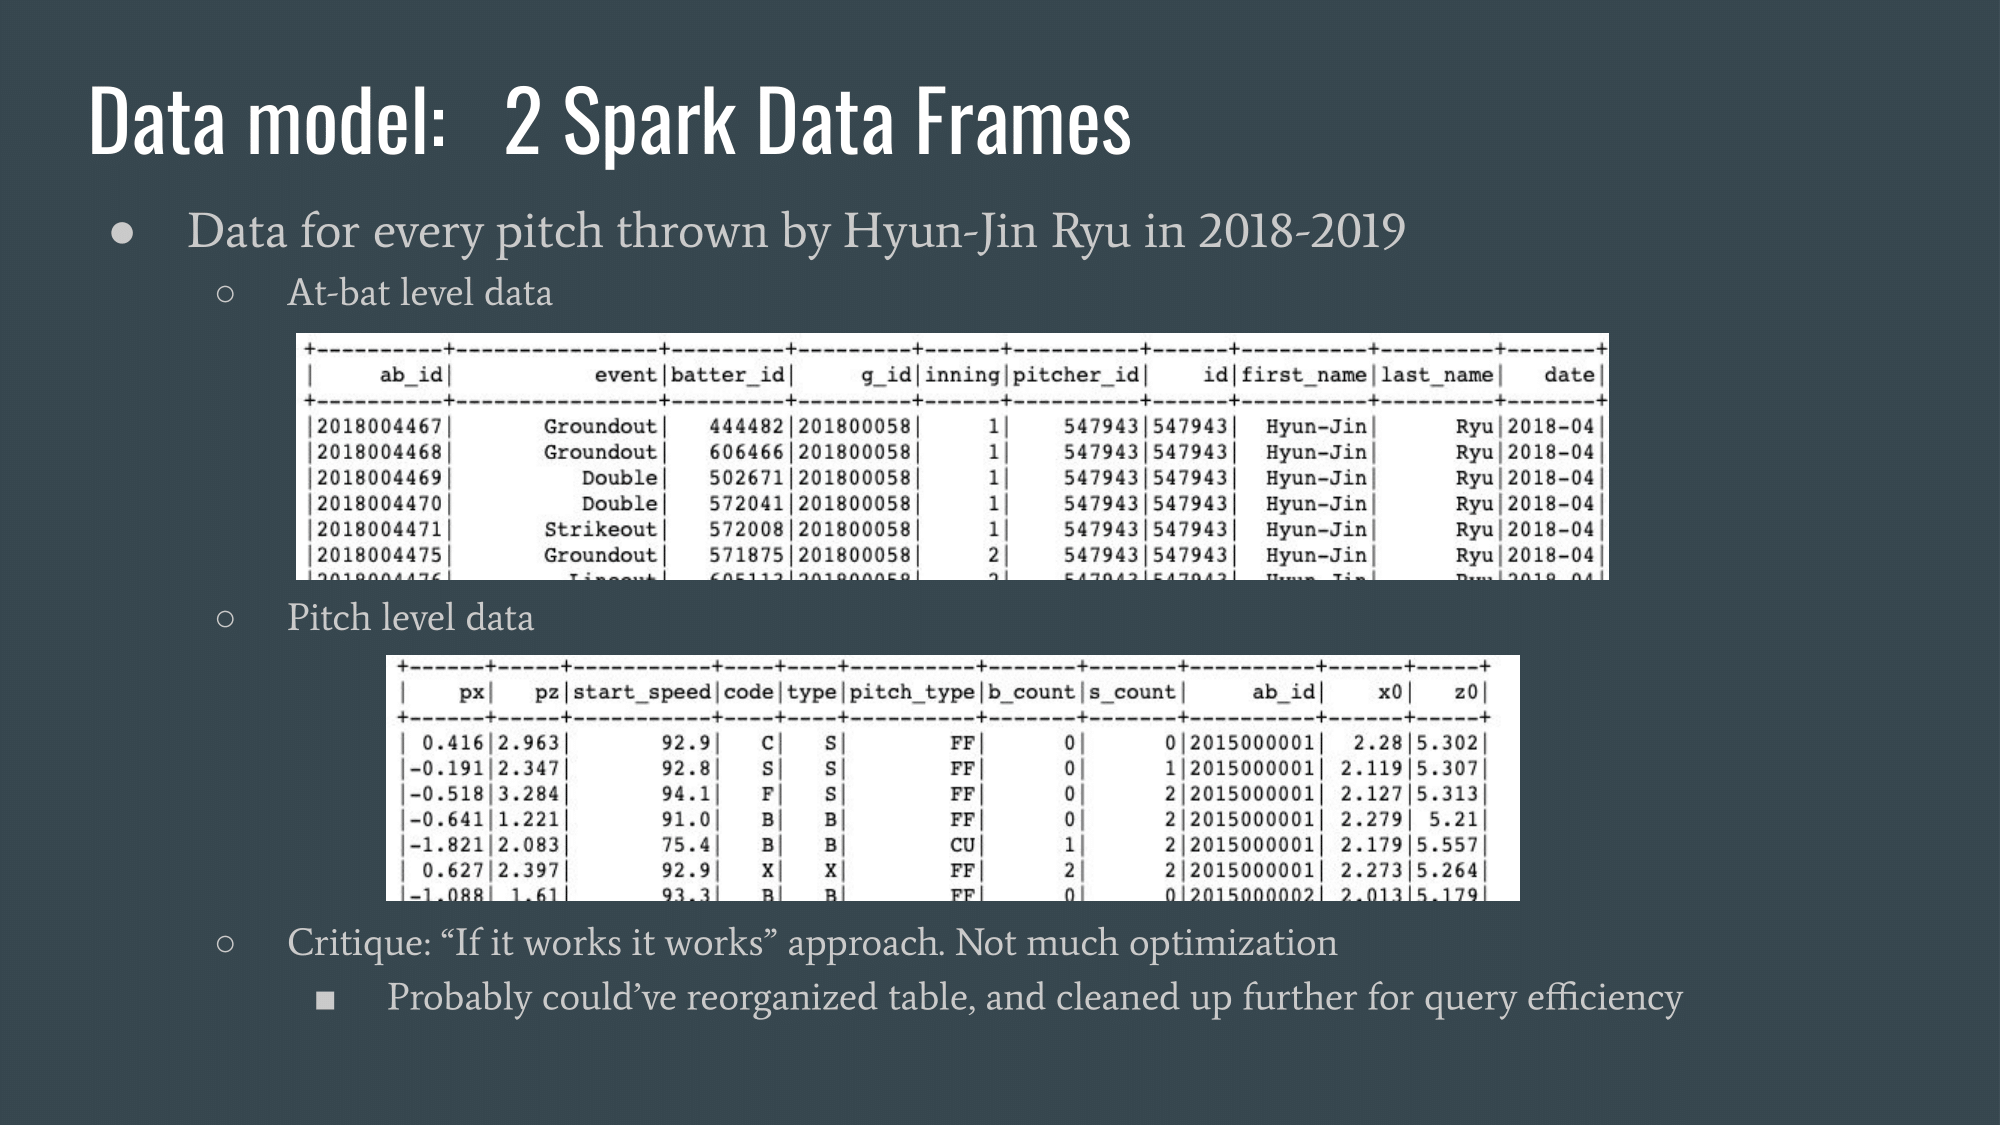 Data model:   2 Spark Data Frames
● Data for every pitch thrown by Hyun-Jin Ryu in 2018-2019
○ At-bat level data
+----------+----------------+---------+---------+------+----------+------+----------+---------+-------+
|     ab_id|           event|batter_id|     g_id|inning|pitcher_id|    id|first_name|last_name|   date|
+----------+----------------+---------+---------+------+----------+------+----------+---------+-------+
|2018004467|       Groundout|   444482|201800058|     1|    547943|547943|  Hyun-Jin|      Ryu|2018-04|
|2018004468|       Groundout|   606466|201800058|     1|    547943|547943|  Hyun-Jin|      Ryu|2018-04|
|2018004469|          Double|   502671|201800058|     1|    547943|547943|  Hyun-Jin|      Ryu|2018-04|
|2018004470|          Double|   572041|201800058|     1|    547943|547943|  Hyun-Jin|      Ryu|2018-04|
|2018004471|       Strikeout|   572008|201800058|     1|    547943|547943|  Hyun-Jin|      Ryu|2018-04|
|2018004475|       Groundout|   571875|201800058|     2|    547943|547943|  Hyun-Jin|      Ryu|2018-04|
|2018004476|         Lineout|   605113|201800058|     2|    547943|547943|  Hyun-Jin|      Ryu|2018-04|
○ Pitch level data
+------+-----+-----------+----+----+----------+-------+-------+----------+------+-----+
|    px|   pz|start_speed|code|type|pitch_type|b_count|s_count|     ab_id|    x0|   z0|
+------+-----+-----------+----+----+----------+-------+-------+----------+------+-----+
| 0.416|2.963|       92.9|   C|   S|        FF|      0|      0|2015000001|  2.28|5.302|
|-0.191|2.347|       92.8|   S|   S|        FF|      0|      1|2015000001| 2.119|5.307|
|-0.518|3.284|       94.1|   F|   S|        FF|      0|      2|2015000001| 2.127|5.313|
|-0.641|1.221|       91.0|   B|   B|        FF|      0|      2|2015000001| 2.279| 5.21|
|-1.821|2.083|       75.4|   B|   B|        CU|      1|      2|2015000001| 2.179|5.557|
| 0.627|2.397|       92.9|   X|   X|        FF|      2|      2|2015000001| 2.273|5.264|
|-1.088| 1.61|       93.3|   B|   B|        FF|      0|      0|2015000002| 2.013|5.179|
○ Critique: “If it works it works” approach. Not much optimization
■ Probably could’ve reorganized table, and cleaned up further for query efficiency